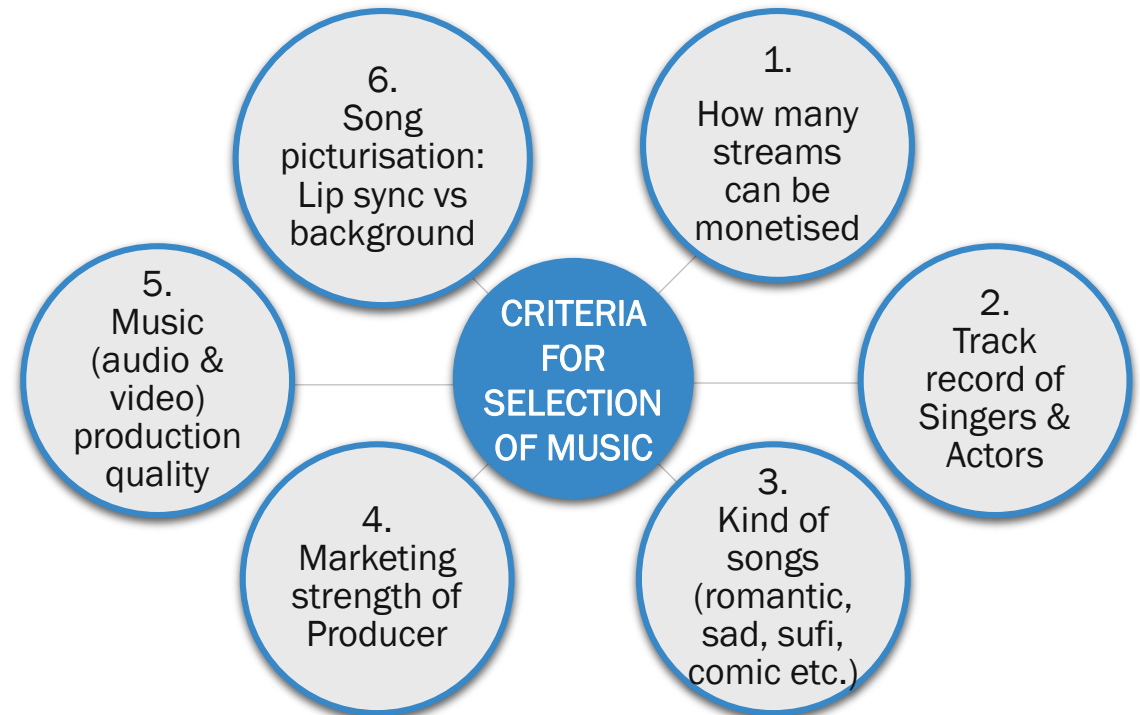 CRITERIA
FOR
SELECTION
OF MUSIC
1.
How many
streams
can be
monetised
2.
Track
record of
Singers &
Actors
3.
Kind of
songs
(romantic,
sad, sufi,
comic etc.)
4.
Marketing
strength of
Producer
5.
Music
(audio &
video)
production
quality
6.
Song
picturisation:
Lip sync vs
background